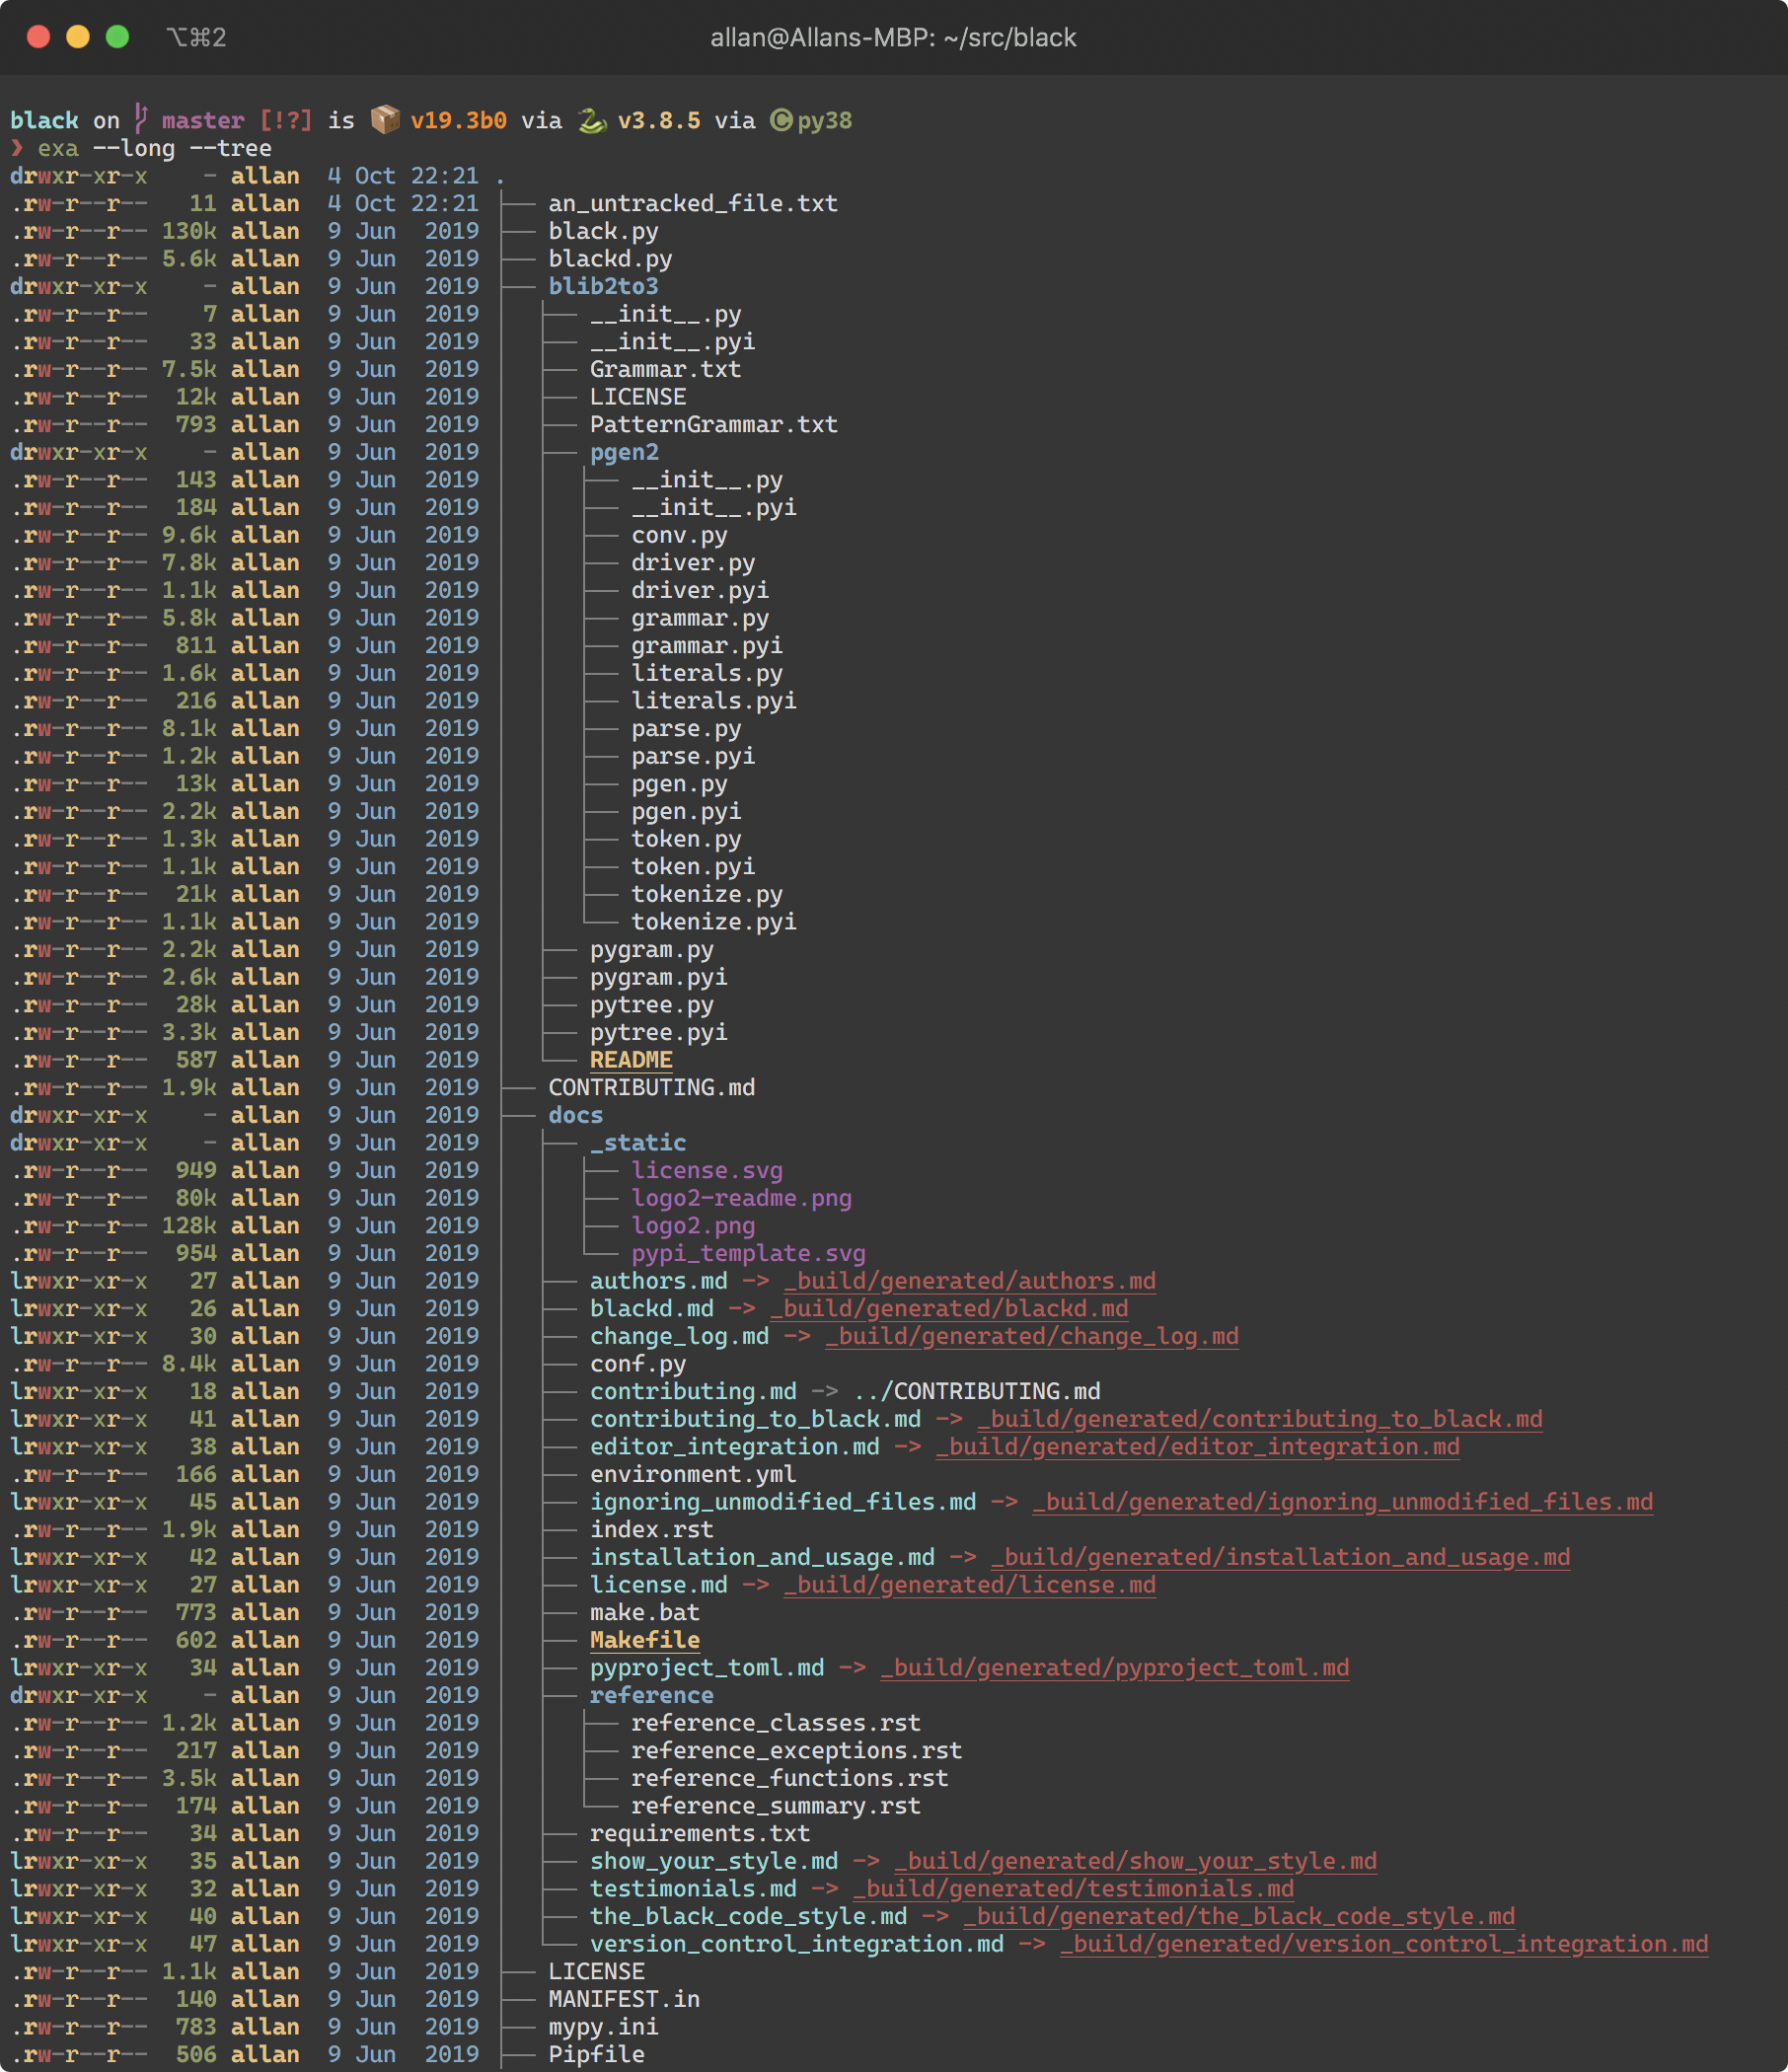 ⌥⌘2 allan@Allans-MBP: ~/src/black
black on master [!?] is 📦 v19.3b0 via 🐍 v3.8.5 via ©py38
❯ exa --long --tree
drwxr-xr-x - allan 4 Oct 22:21 .
.rw-r--r-- 11 allan 4 Oct 22:21 ├── an_untracked_file.txt
.rw-r--r-- 130k allan 9 Jun 2019 ├── black.py
.rw-r--r-- 5.6k allan 9 Jun 2019 ├── blackd.py
drwxr-xr-x - allan 9 Jun 2019 ├── blib2to3
.rw-r--r-- 7 allan 9 Jun 2019 │ ├── __init__.py
.rw-r--r-- 33 allan 9 Jun 2019 │ ├── __init__.pyi
.rw-r--r-- 7.5k allan 9 Jun 2019 │ ├── Grammar.txt
.rw-r--r-- 12k allan 9 Jun 2019 │ ├── LICENSE
.rw-r--r-- 793 allan 9 Jun 2019 │ ├── PatternGrammar.txt
drwxr-xr-x - allan 9 Jun 2019 │ ├── pgen2
.rw-r--r-- 143 allan 9 Jun 2019 │ │ ├── __init__.py
.rw-r--r-- 184 allan 9 Jun 2019 │ │ ├── __init__.pyi
.rw-r--r-- 9.6k allan 9 Jun 2019 │ │ ├── conv.py
.rw-r--r-- 7.8k allan 9 Jun 2019 │ │ ├── driver.py
.rw-r--r-- 1.1k allan 9 Jun 2019 │ │ ├── driver.pyi
.rw-r--r-- 5.8k allan 9 Jun 2019 │ │ ├── grammar.py
.rw-r--r-- 811 allan 9 Jun 2019 │ │ ├── grammar.pyi
.rw-r--r-- 1.6k allan 9 Jun 2019 │ │ ├── literals.py
.rw-r--r-- 216 allan 9 Jun 2019 │ │ ├── literals.pyi
.rw-r--r-- 8.1k allan 9 Jun 2019 │ │ ├── parse.py
.rw-r--r-- 1.2k allan 9 Jun 2019 │ │ ├── parse.pyi
.rw-r--r-- 13k allan 9 Jun 2019 │ │ ├── pgen.py
.rw-r--r-- 2.2k allan 9 Jun 2019 │ │ ├── pgen.pyi
.rw-r--r-- 1.3k allan 9 Jun 2019 │ │ ├── token.py
.rw-r--r-- 1.1k allan 9 Jun 2019 │ │ ├── token.pyi
.rw-r--r-- 21k allan 9 Jun 2019 │ │ ├── tokenize.py
.rw-r--r-- 1.1k allan 9 Jun 2019 │ │ └── tokenize.pyi
.rw-r--r-- 2.2k allan 9 Jun 2019 │ ├── pygram.py
.rw-r--r-- 2.6k allan 9 Jun 2019 │ ├── pygram.pyi
.rw-r--r-- 28k allan 9 Jun 2019 │ ├── pytree.py
.rw-r--r-- 3.3k allan 9 Jun 2019 │ ├── pytree.pyi
.rw-r--r-- 587 allan 9 Jun 2019 │ └── README
.rw-r--r-- 1.9k allan 9 Jun 2019 ├── CONTRIBUTING.md
drwxr-xr-x - allan 9 Jun 2019 ├── docs
drwxr-xr-x - allan 9 Jun 2019 │ ├── _static
.rw-r--r-- 949 allan 9 Jun 2019 │ │ ├── license.svg
.rw-r--r-- 80k allan 9 Jun 2019 │ │ ├── logo2-readme.png
.rw-r--r-- 128k allan 9 Jun 2019 │ │ ├── logo2.png
.rw-r--r-- 954 allan 9 Jun 2019 │ │ └── pypi_template.svg
lrwxr-xr-x 27 allan 9 Jun 2019 │ ├── authors.md -> _build/generated/authors.md
lrwxr-xr-x 26 allan 9 Jun 2019 │ ├── blackd.md -> _build/generated/blackd.md
lrwxr-xr-x 30 allan 9 Jun 2019 │ ├── change_log.md -> _build/generated/change_log.md
.rw-r--r-- 8.4k allan 9 Jun 2019 │ ├── conf.py
lrwxr-xr-x 18 allan 9 Jun 2019 │ ├── contributing.md -> ../CONTRIBUTING.md
lrwxr-xr-x 41 allan 9 Jun 2019 │ ├── contributing_to_black.md -> _build/generated/contributing_to_black.md
lrwxr-xr-x 38 allan 9 Jun 2019 │ ├── editor_integration.md -> _build/generated/editor_integration.md
.rw-r--r-- 166 allan 9 Jun 2019 │ ├── environment.yml
lrwxr-xr-x 45 allan 9 Jun 2019 │ ├── ignoring_unmodified_files.md -> _build/generated/ignoring_unmodified_files.md
.rw-r--r-- 1.9k allan 9 Jun 2019 │ ├── index.rst
lrwxr-xr-x 42 allan 9 Jun 2019 │ ├── installation_and_usage.md -> _build/generated/installation_and_usage.md
lrwxr-xr-x 27 allan 9 Jun 2019 │ ├── license.md -> _build/generated/license.md
.rw-r--r-- 773 allan 9 Jun 2019 │ ├── make.bat
.rw-r--r-- 602 allan 9 Jun 2019 │ ├── Makefile
lrwxr-xr-x 34 allan 9 Jun 2019 │ ├── pyproject_toml.md -> _build/generated/pyproject_toml.md
drwxr-xr-x - allan 9 Jun 2019 │ ├── reference
.rw-r--r-- 1.2k allan 9 Jun 2019 │ │ ├── reference_classes.rst
.rw-r--r-- 217 allan 9 Jun 2019 │ │ ├── reference_exceptions.rst
.rw-r--r-- 3.5k allan 9 Jun 2019 │ │ ├── reference_functions.rst
.rw-r--r-- 174 allan 9 Jun 2019 │ │ └── reference_summary.rst
.rw-r--r-- 34 allan 9 Jun 2019 │ ├── requirements.txt
lrwxr-xr-x 35 allan 9 Jun 2019 │ ├── show_your_style.md -> _build/generated/show_your_style.md
lrwxr-xr-x 32 allan 9 Jun 2019 │ ├── testimonials.md -> _build/generated/testimonials.md
lrwxr-xr-x 40 allan 9 Jun 2019 │ ├── the_black_code_style.md -> _build/generated/the_black_code_style.md
lrwxr-xr-x 47 allan 9 Jun 2019 │ └── version_control_integration.md -> _build/generated/version_control_integration.md
.rw-r--r-- 1.1k allan 9 Jun 2019 ├── LICENSE
.rw-r--r-- 140 allan 9 Jun 2019 ├── MANIFEST.in
.rw-r--r-- 783 allan 9 Jun 2019 ├── mypy.ini
.rw-r--r-- 506 allan 9 Jun 2019 ├── Pipfile